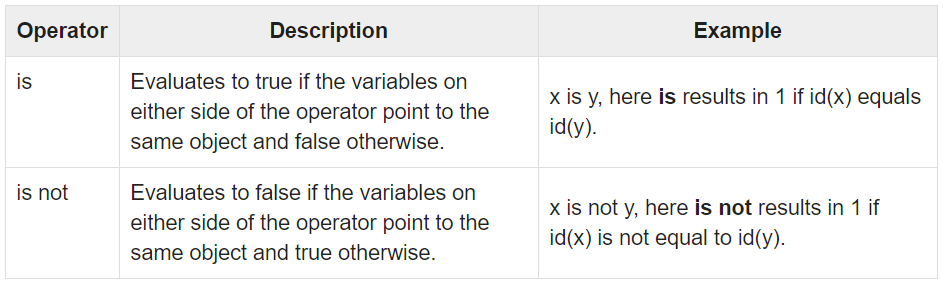 Operator Description Example
is
Evaluates to true if the variables on
either side of the operator point to the
same object and false otherwise.
x is y, here is results in 1 if id(x) equals
id(y).
is not
Evaluates to false if the variables on
either side of the operator point to the
same object and true otherwise.
x is not y, here is not results in 1 if
id(x) is not equal to id(y).